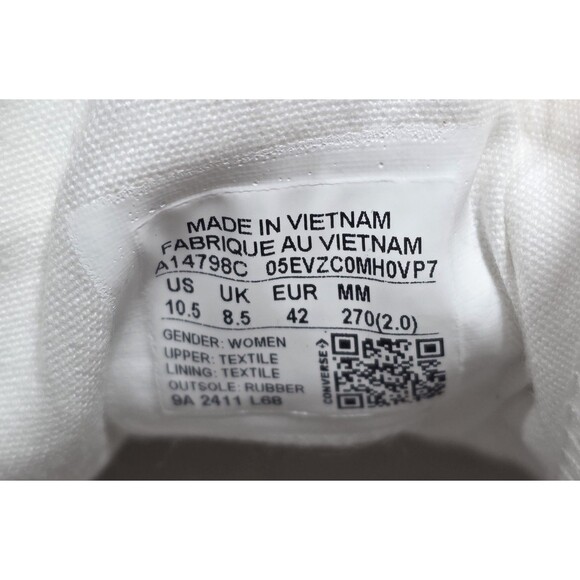 MADE IN VIETNAM
FABRIQUE AU VIETNAM
A14798C 05EVZC0MH0VP7
US UK EUR MM
10.5 8.5 42 270(2.0)
GENDER: WOMEN
UPPER: TEXTILE
LINING: TEXTILE
OUTSOLE: RUBBER
9A 2411 L6B
CONVERSE